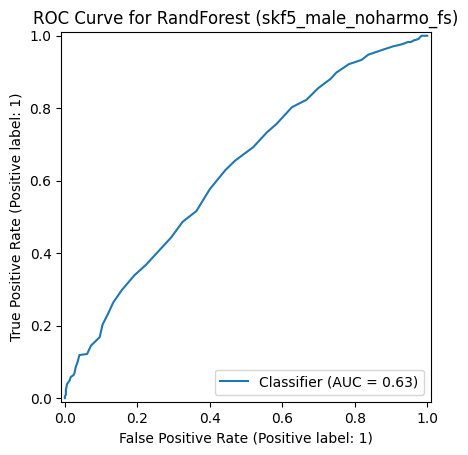 ROC Curve for RandForest (skf5_male_noharmo_fs)
1.0
0.8
0.6
0.4
0.2
0.0
True Positive Rate (Positive label: 1)
Classifier (AUC = 0.63)
0.0 0.2 0.4 0.6 0.8 1.0
False Positive Rate (Positive label: 1)